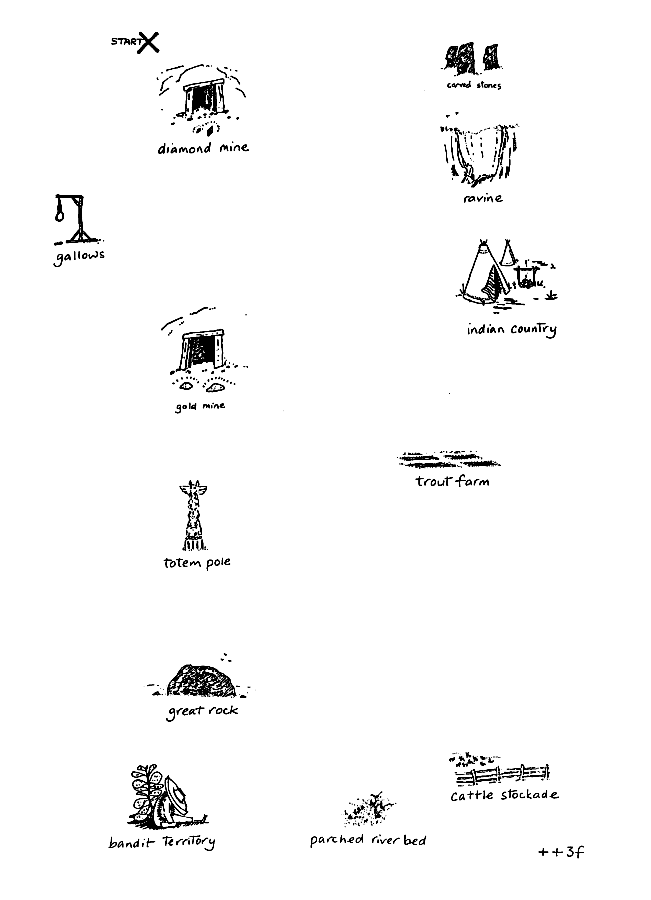 START
carved stones
diamond mine
ravine
gallows
indian country
gold mine
trout farm
totem pole
great rock
cattle stockade
bandit territory
parched river bed
++3f